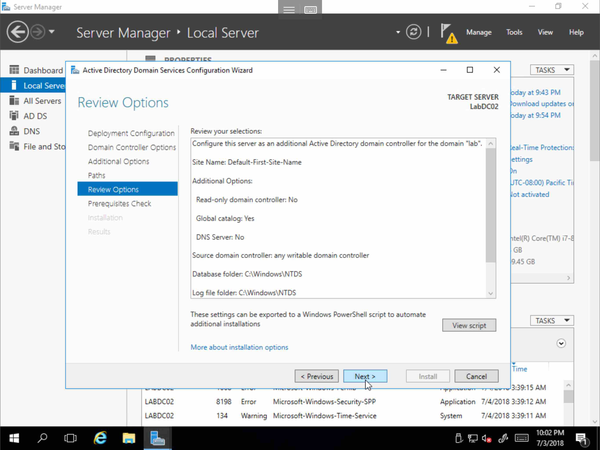 Server Manager
Server Manager ▸ Local Server
Manage
Tools
View
Help
Dashboard
Local Serve
All Servers
AD DS
DNS
File and Sto
PROPERTIES
TASKS
oday at 9:43 PM
Download updates o
oday at 9:54 PM
Real-Time Protection:
Settings
On
UTC-08:00) Pacific Tim
Not activated
ntel(R) Core(TM) i7-8
GB
9.45 GB
TASKS
Time
Active Directory Domain Services Configuration Wizard
Review Options
TARGET SERVER
LabDC02
Deployment Configuration
Domain Controller Options
Additional Options
Paths
Review Options
Prerequisites Check
Installation
Results
Review your selections:
Configure this server as an additional Active Directory domain controller for the domain "lab".
Site Name: Default-First-Site-Name
Additional Options:
Read-only domain controller: No
Global catalog: Yes
DNS Server: No
Source domain controller: any writable domain controller
Database folder: C:\Windows\NTDS
Log file folder: C:\Windows\NTDS
These settings can be exported to a Windows PowerShell script to automate
additional installations
View script
More about installation options
< Previous
Next >
Install
Cancel
Application 7/4/2018 3:39:15 AM
LABDC02 8198 Error Microsoft-Windows-Security-SPP Application 7/4/2018 3:39:12 AM
LABDC02 134 Warning Microsoft-Windows-Time-Service System 7/4/2018 3:39:11 AM
10:02 PM
7/3/2018